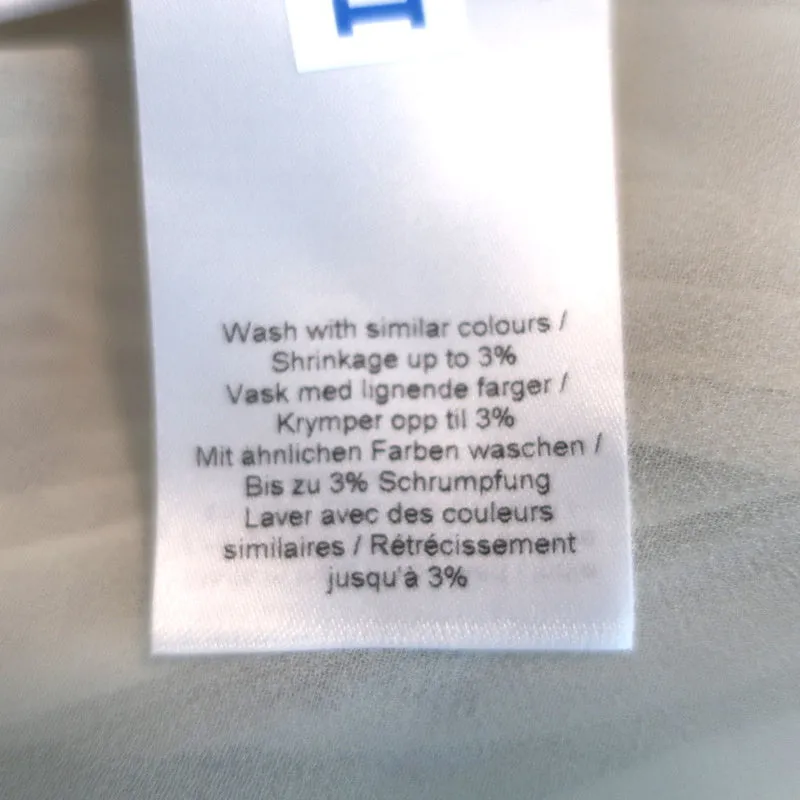 Wash with similar colours /
Shrinkage up to 3%
Vask med lignende farger /
Krymper opp til 3%
Mit ähnlichen Farben waschen /
Bis zu 3% Schrumpfung
Laver avec des couleurs
similaires / Rétrécissement
jusqu'à 3%